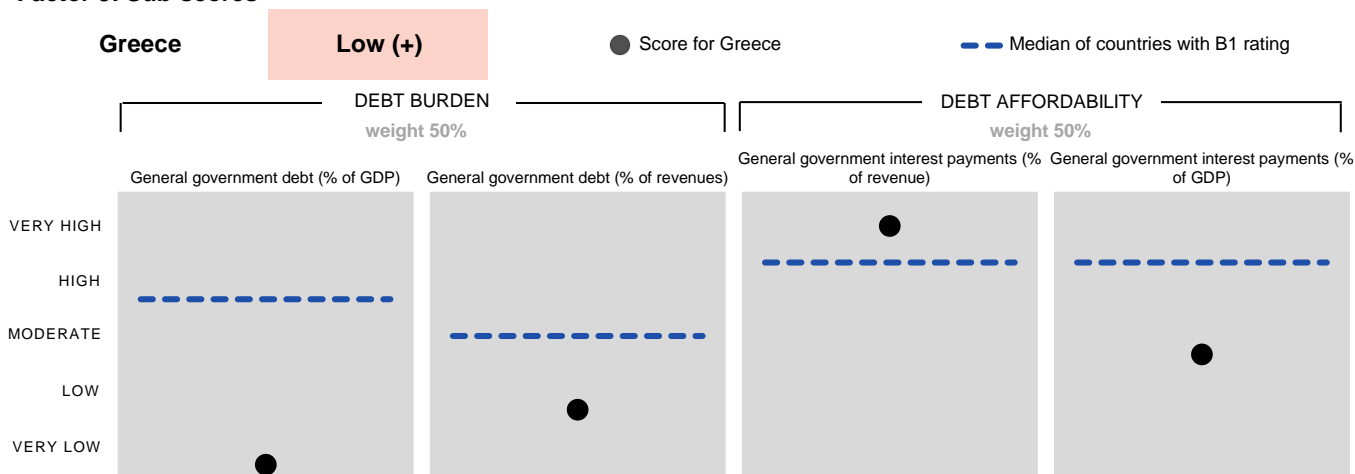 Greece
Low (+)
Score for Greece
Median of countries with B1 rating
DEBT BURDEN
weight 50%
DEBT AFFORDABILITY
weight 50%
General government debt (% of GDP)
General government debt (% of revenues)
General government interest payments (%
of revenue)
General government interest payments (%
of GDP)
VERY HIGH
HIGH
MODERATE
LOW
VERY LOW